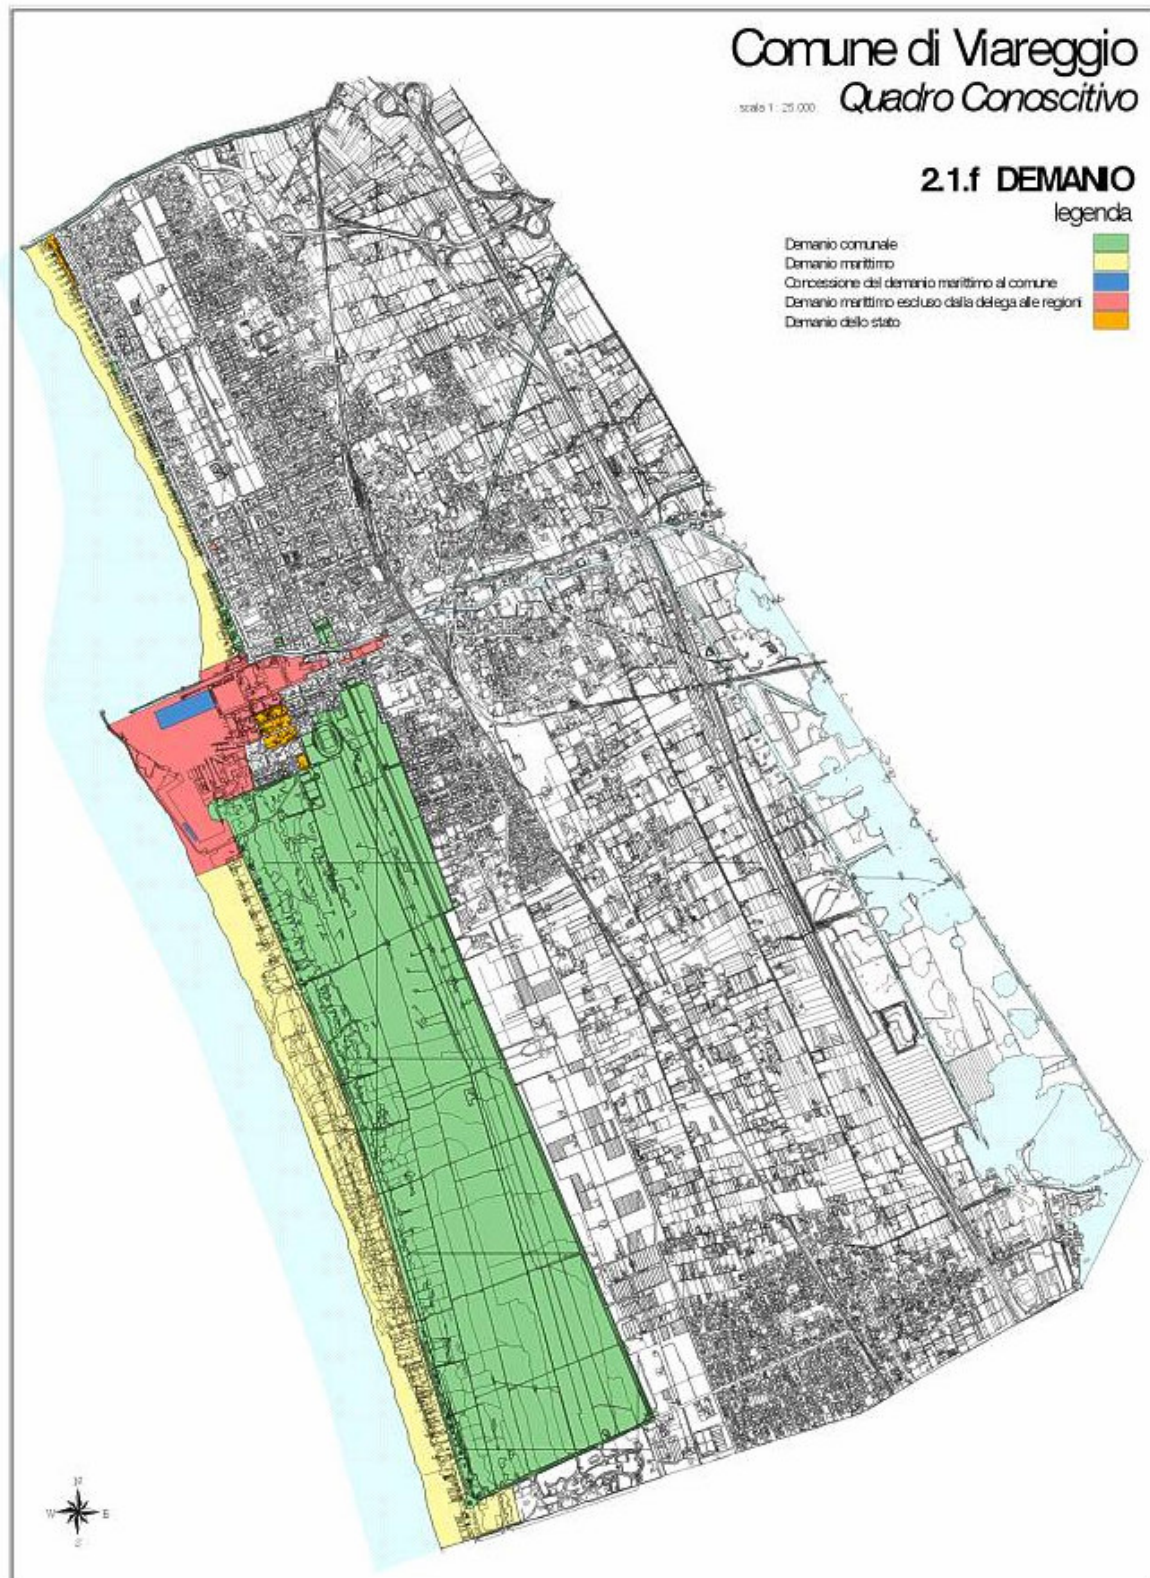 Comune di Viareggio
scala 1 : 25.000 Quadro Conoscitivo
2.1.f DEMANIO
legenda
Demanio comunale
Demanio marittimo
Concessione del demanio marittimo al comune
Demanio marittimo escluso dalla delega alle regioni
Demanio dello stato
N
W E
S